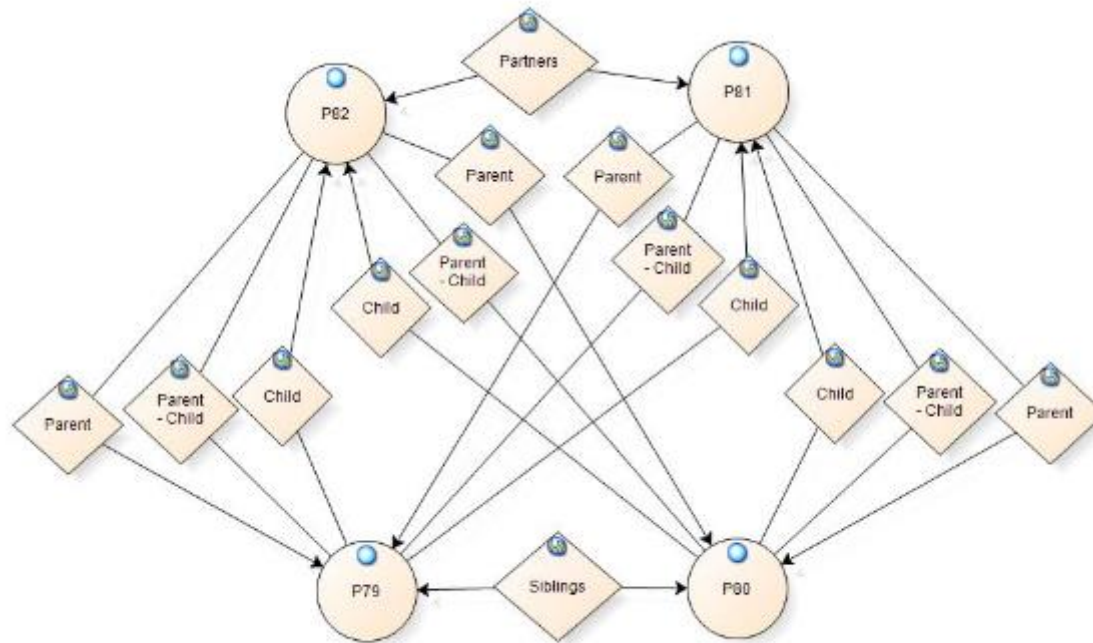 Partners
P82
P81
Parent
Parent
Parent
- Child
Parent
- Child
Child
Child
Parent
Parent
- Child
Child
Child
Parent
- Child
Parent
P79
Siblings
P80